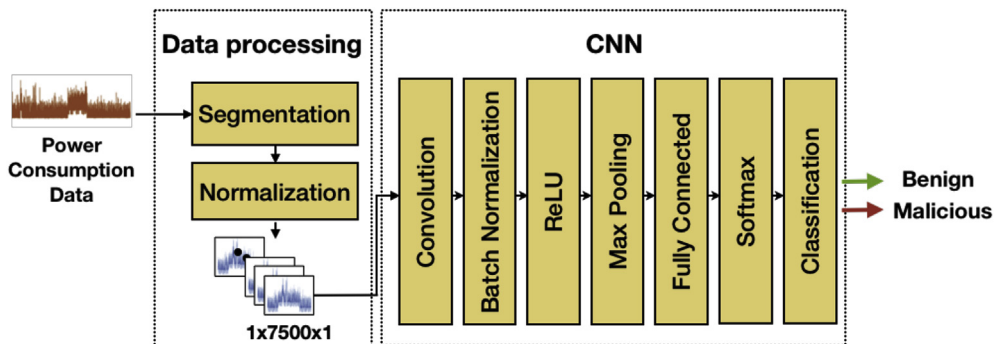 Data processing
CNN
Power
Consumption
Data
Segmentation
Normalization
1x7500x1
Convolution
Batch Normalization
ReLU
Max Pooling
Fully Connected
Softmax
Classification
Benign
Malicious